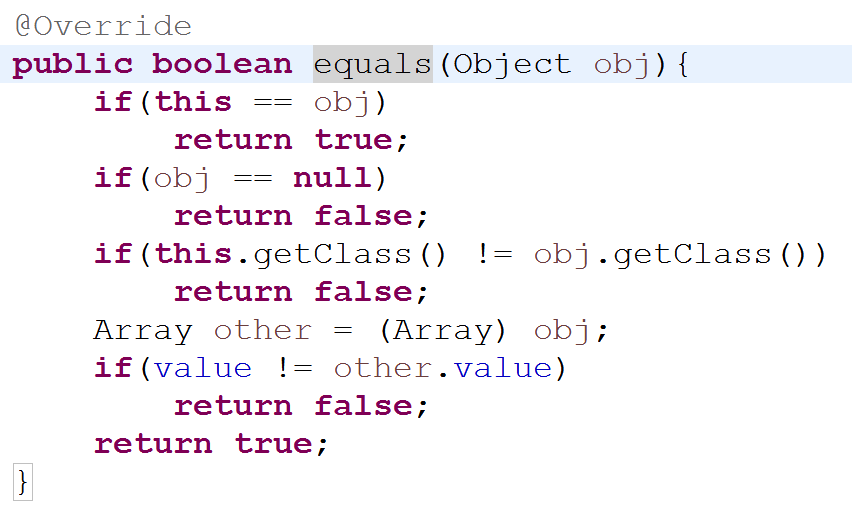 @Override
public boolean equals(Object obj){
    if(this == obj)
        return true;
    if(obj == null)
        return false;
    if(this.getClass() != obj.getClass())
        return false;
    Array other = (Array) obj;
    if(value != other.value)
        return false;
    return true;
}